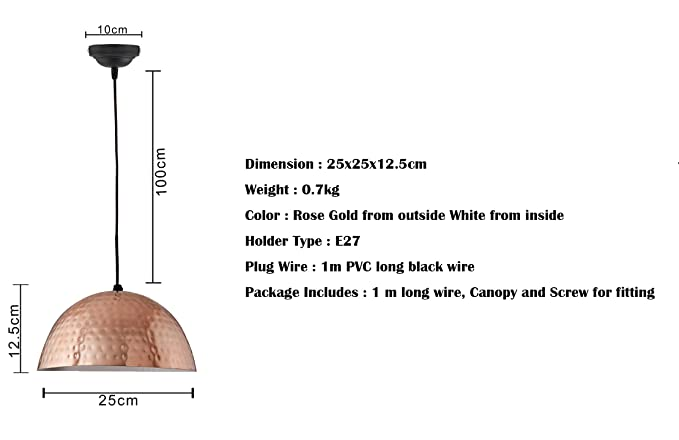 10cm
100cm
Dimension : 25x25x12.5cm
Weight : 0.7kg
Color : Rose Gold from outside White from inside
Holder Type : E27
Plug Wire : 1m PVC long black wire
Package Includes : 1 m long wire, Canopy and Screw for fitting
12.5cm
25cm